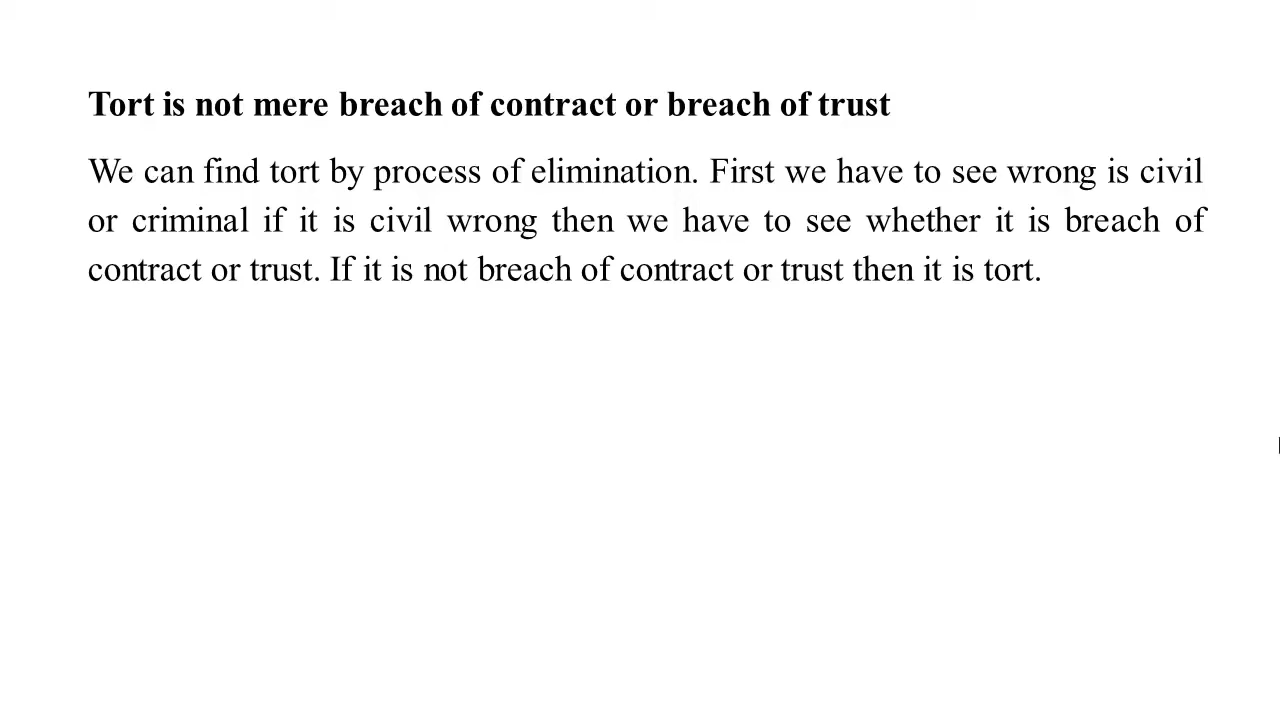 Tort is not mere breach of contract or breach of trust
We can find tort by process of elimination. First we have to see wrong is civil
or criminal if it is civil wrong then we have to see whether it is breach of
contract or trust. If it is not breach of contract or trust then it is tort.